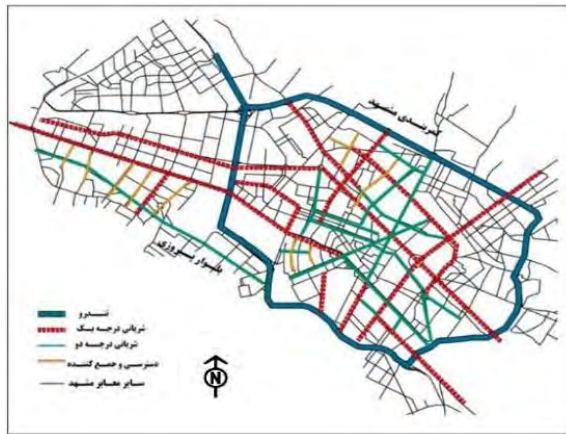 کمربندی مشهد
بلوار پیروزی
تندرو
شریانی درجه یک
شریانی درجه دو
دسترسی و جمع کننده
سایر معابر مشهد
N